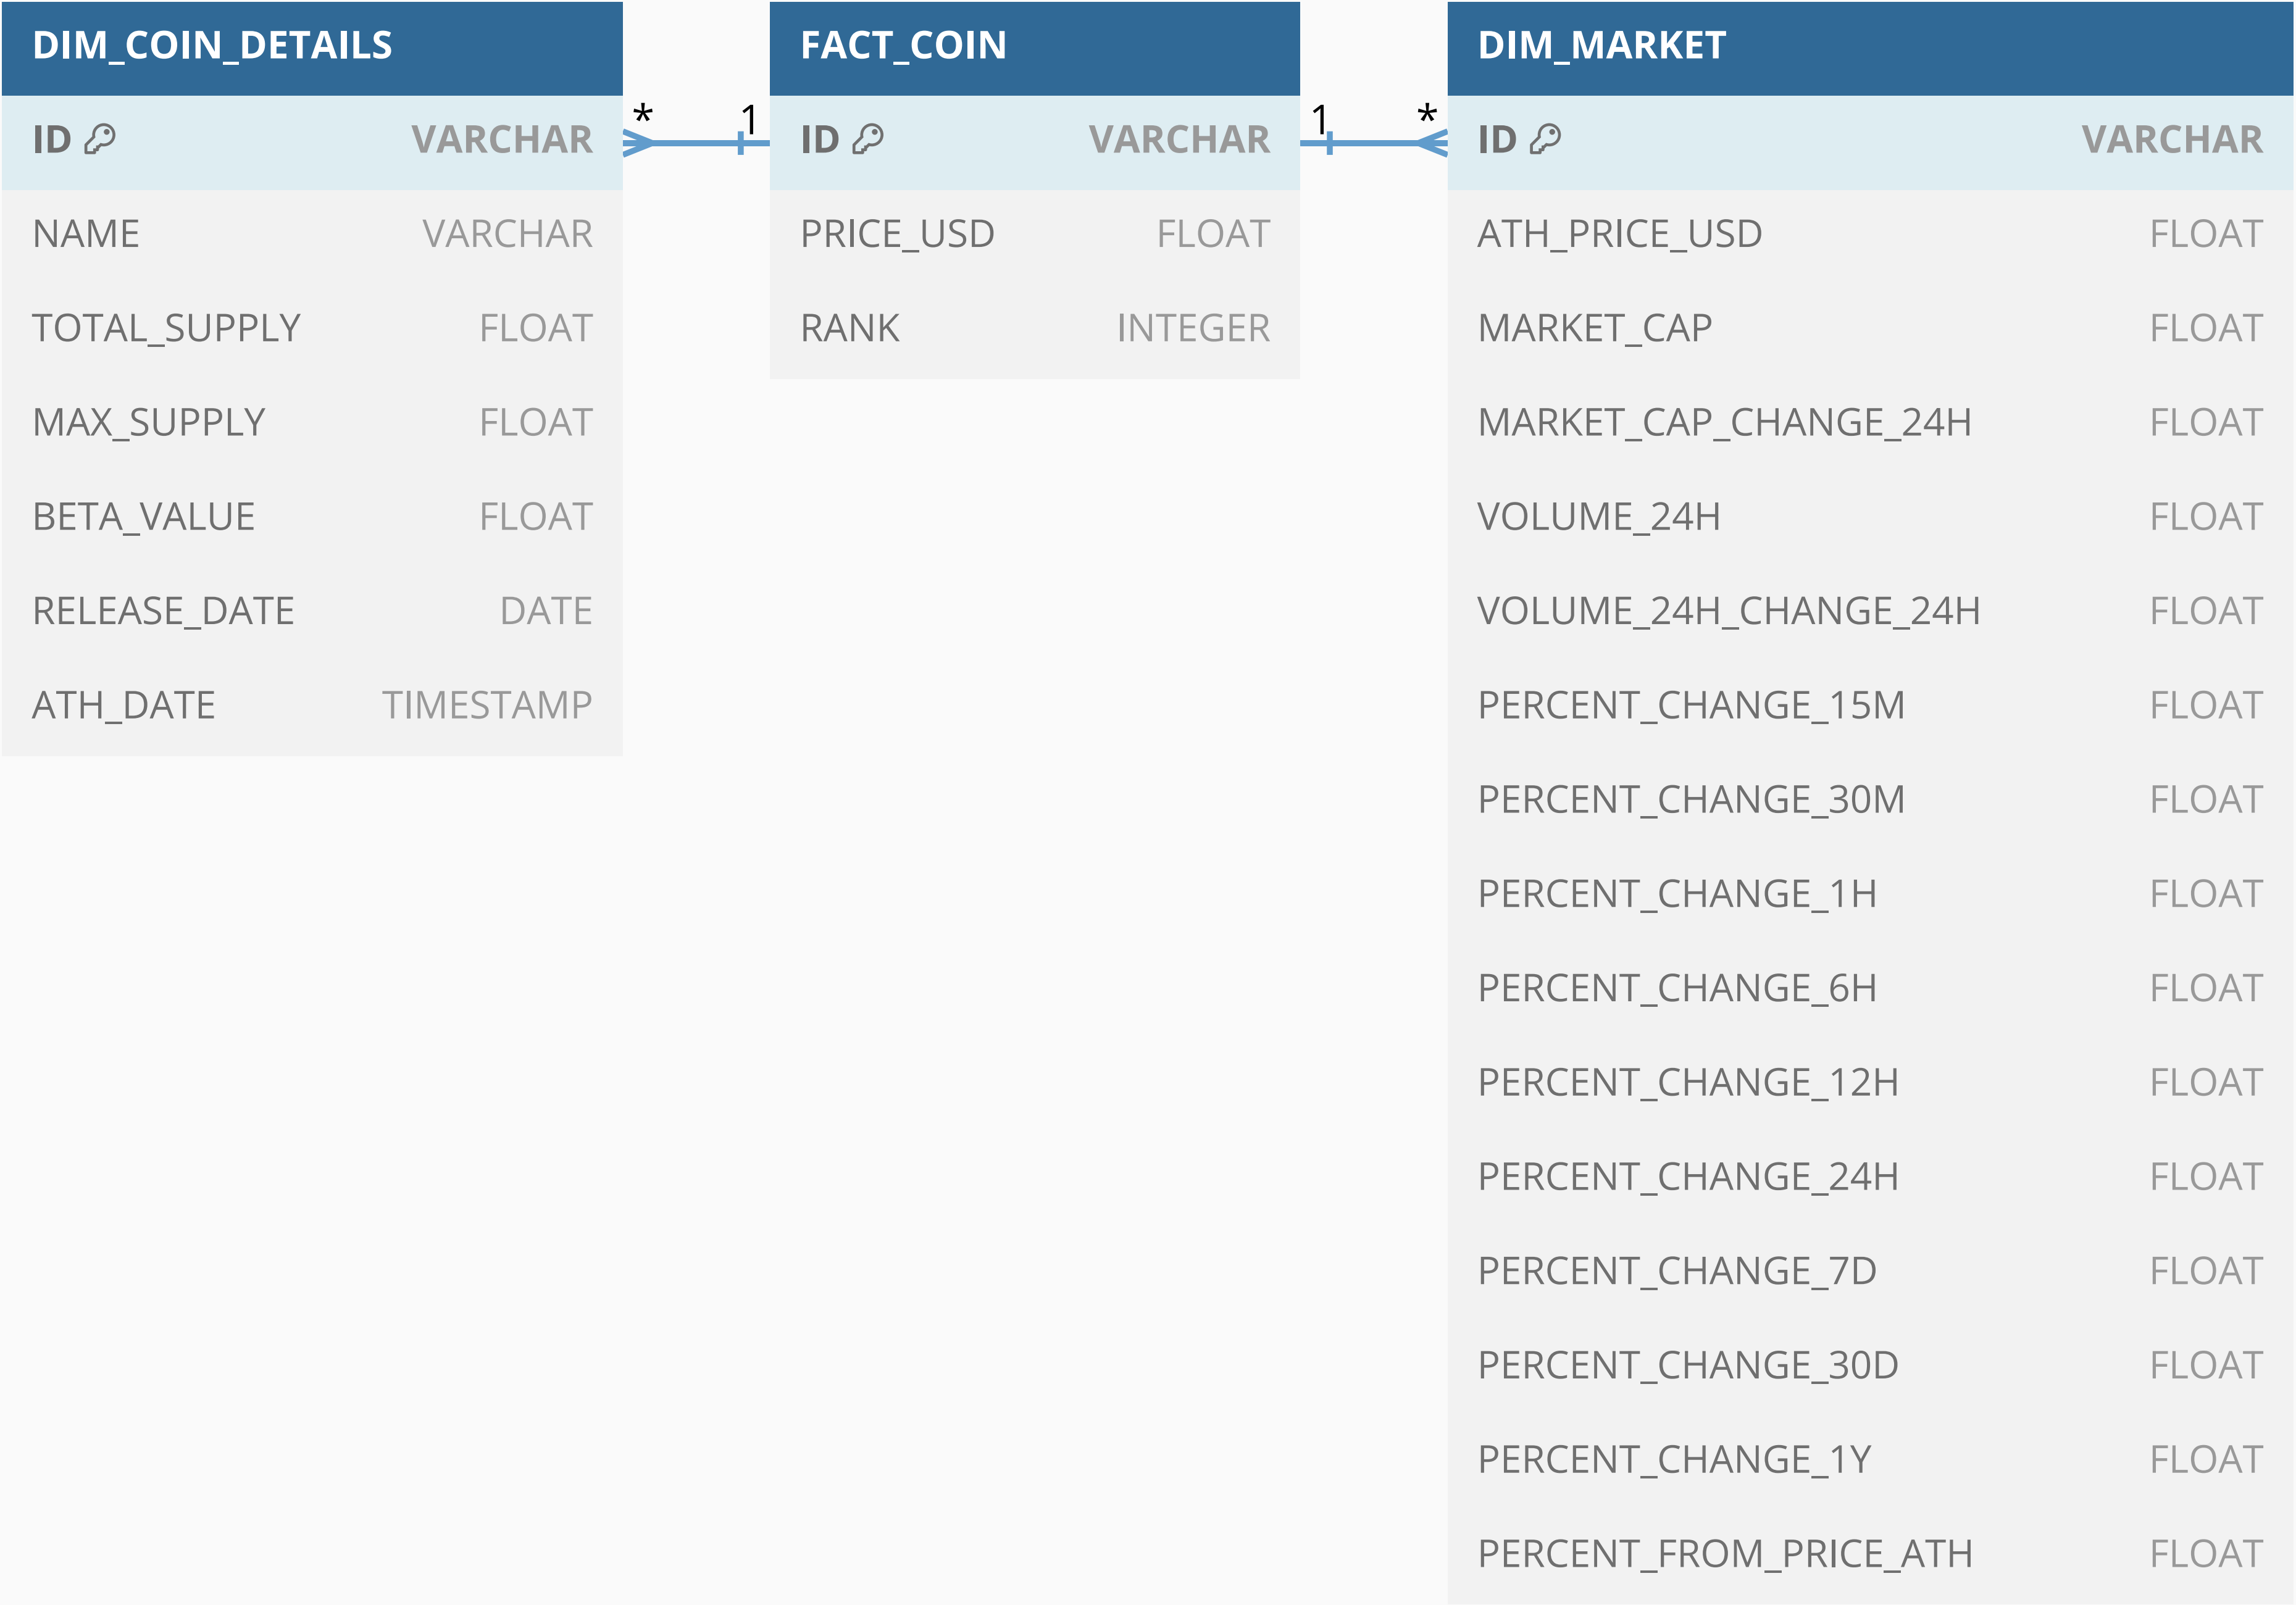 DIM_COIN_DETAILS
ID VARCHAR
NAME VARCHAR
TOTAL_SUPPLY FLOAT
MAX_SUPPLY FLOAT
BETA_VALUE FLOAT
RELEASE_DATE DATE
ATH_DATE TIMESTAMP
* 1
FACT_COIN
ID VARCHAR
PRICE_USD FLOAT
RANK INTEGER
1 *
DIM_MARKET
ID VARCHAR
ATH_PRICE_USD FLOAT
MARKET_CAP FLOAT
MARKET_CAP_CHANGE_24H FLOAT
VOLUME_24H FLOAT
VOLUME_24H_CHANGE_24H FLOAT
PERCENT_CHANGE_15M FLOAT
PERCENT_CHANGE_30M FLOAT
PERCENT_CHANGE_1H FLOAT
PERCENT_CHANGE_6H FLOAT
PERCENT_CHANGE_12H FLOAT
PERCENT_CHANGE_24H FLOAT
PERCENT_CHANGE_7D FLOAT
PERCENT_CHANGE_30D FLOAT
PERCENT_CHANGE_1Y FLOAT
PERCENT_FROM_PRICE_ATH FLOAT